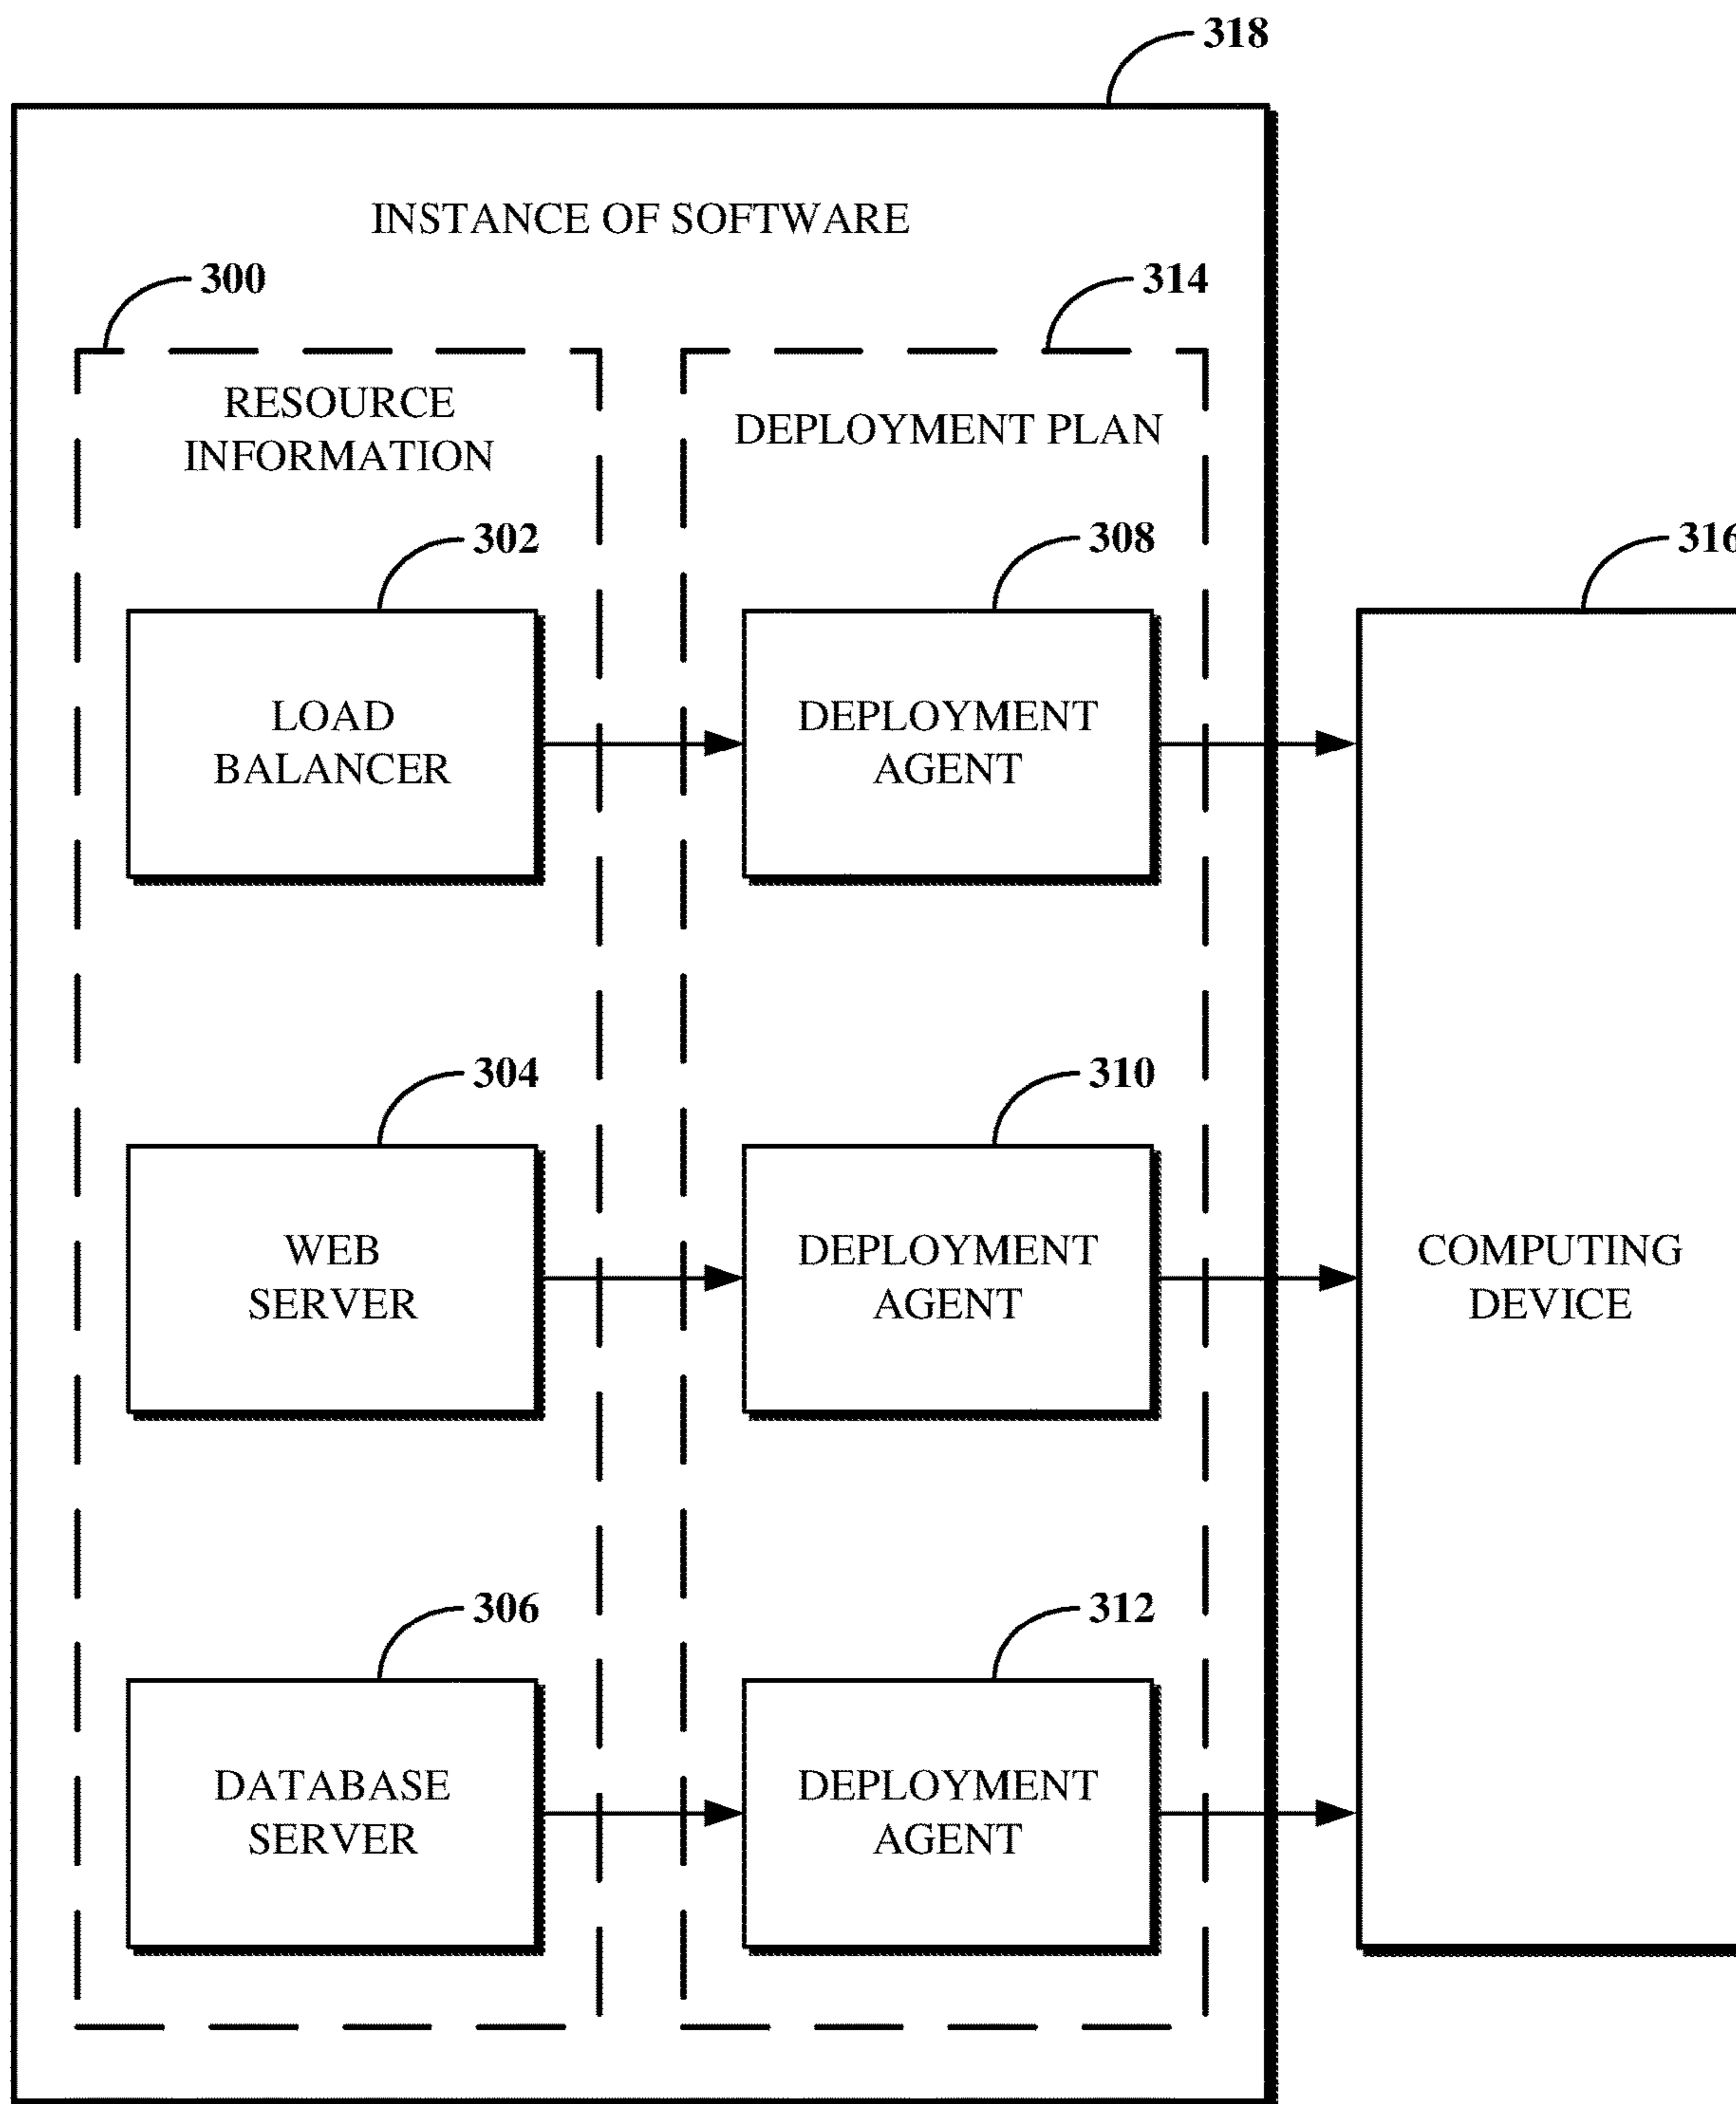 318
INSTANCE OF SOFTWARE
300
314
RESOURCE
INFORMATION
DEPLOYMENT PLAN
302
308
316
LOAD
BALANCER
DEPLOYMENT
AGENT
304
310
WEB
SERVER
DEPLOYMENT
AGENT
COMPUTING
DEVICE
306
312
DATABASE
SERVER
DEPLOYMENT
AGENT